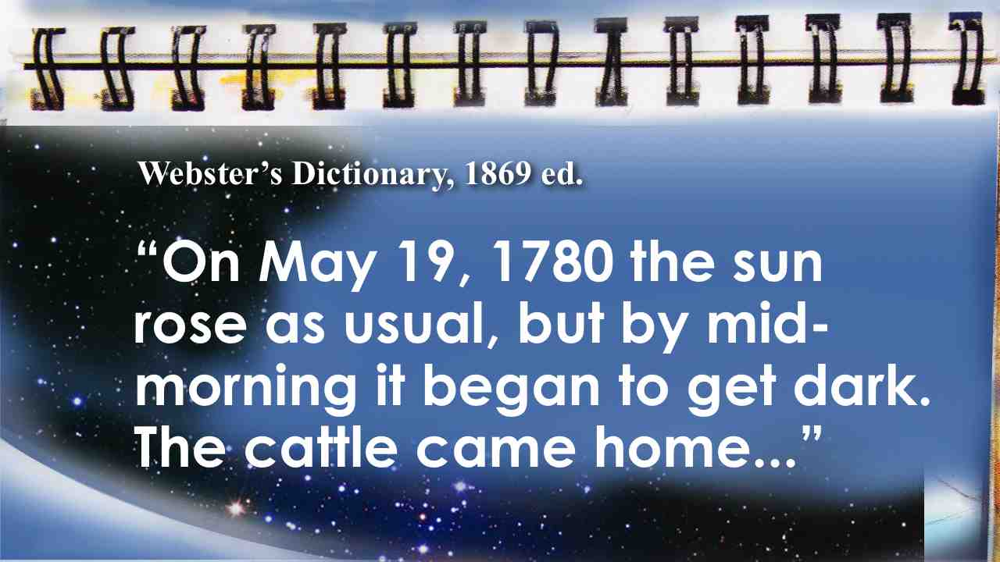 Webster’s Dictionary, 1869 ed.
“On May 19, 1780 the sun
rose as usual, but by mid-
morning it began to get dark.
The cattle came home...”